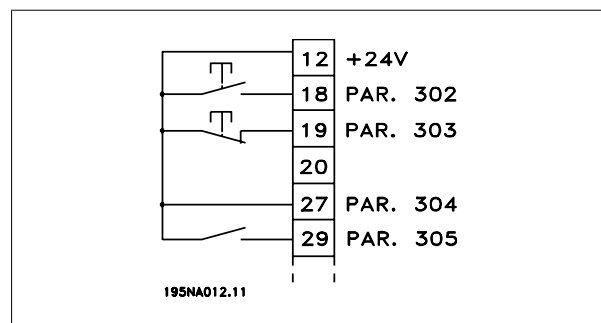 12 +24V
18 PAR. 302
19 PAR. 303
20
27 PAR. 304
29 PAR. 305
195NA012.11